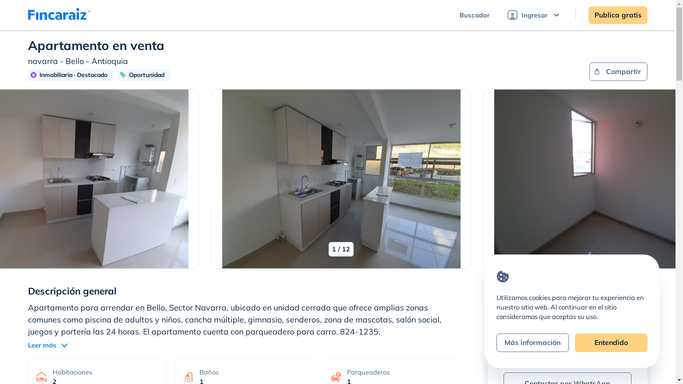 Fincaraiz
Buscador
Ingresar
Publica gratis
Apartamento en venta
navarra - Bello - Antioquia
Inmobiliaria - Destacado
Oportunidad
Compartir
1 / 12
Descripción general
Apartamento para arrendar en Bello, Sector Navarra, ubicado en unidad cerrada que ofrece amplias zonas
comunes como piscina de adultos y niños, cancha múltiple, gimnasio, senderos, zona de mascotas, salón social,
juegos y portería las 24 horas. El apartamento cuenta con parqueadero para carro. 824-1235.
Leer más
Habitaciones
2
Baños
1
Parqueaderos
1
Utilizamos cookies para mejorar tu experiencia en
nuestro sitio web. Al continuar en el sitio
consideramos que aceptas su uso.
Más información
Entendido
Contactar por WhatsApp